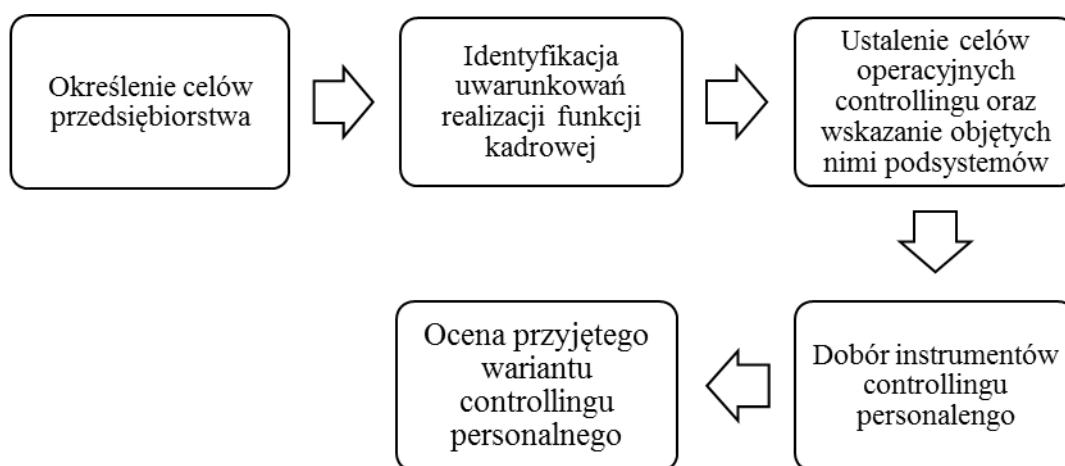 Określenie celów
przedsiębiorstwa
Identyfikacja
uwarunkowań
realizacji funkcji
kadrowej
Ustalenie celów
operacyjnych
controllingu oraz
wskazanie objętych
nimi podsystemów
Dobór instrumentów
controllingu
personalengo
Ocena przyjętego
wariantu
controllingu
personalnego